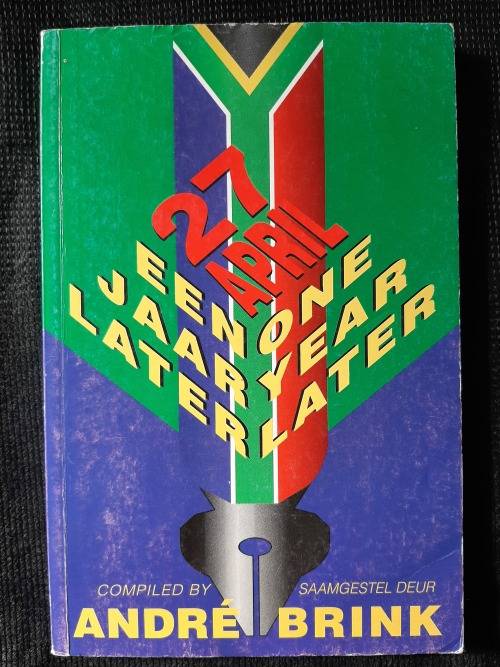 27
APRIL
EEN
JAAR
LATER
ONE
YEAR
LATER
COMPILED BY
SAAMGESTEL DEUR
ANDRÉ BRINK